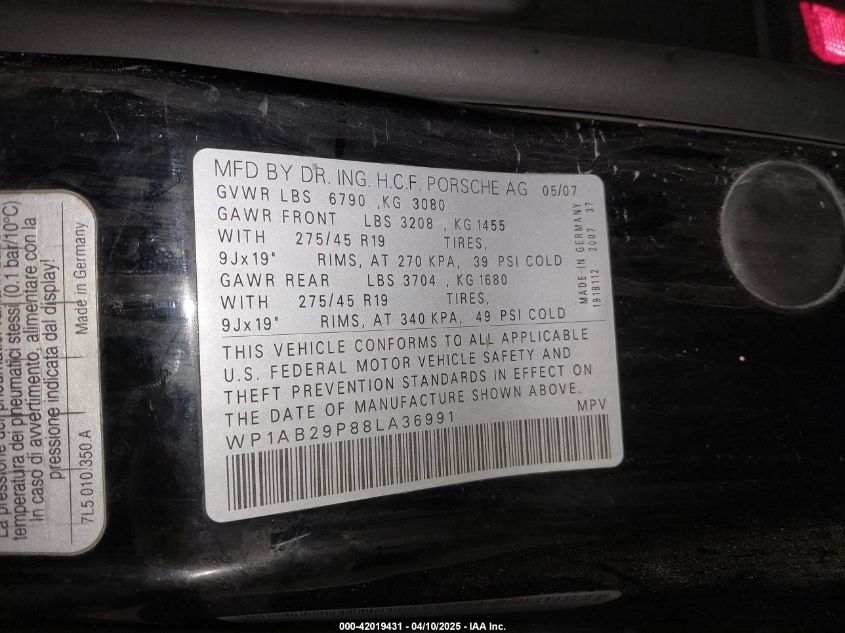 MFD BY DR. ING. H.C.F. PORSCHE AG 05/07
GVWR LBS 6790 ,KG 3080
GAWR FRONT LBS 3208 , KG 1455
WITH 275/45 R19 TIRES,
9Jx19" RIMS, AT 270 KPA, 39 PSI COLD
GAWR REAR LBS 3704 , KG 1680
WITH 275/45 R19 TIRES,
9Jx19" RIMS, AT 340 KPA, 49 PSI COLD
MADE IN GERMANY
1918112 2007 37
THIS VEHICLE CONFORMS TO ALL APPLICABLE
U.S. FEDERAL MOTOR VEHICLE SAFETY AND
THEFT PREVENTION STANDARDS IN EFFECT ON
THE DATE OF MANUFACTURE SHOWN ABOVE.
WP1AB29P88LA36991 MPV
La pressione dei pneumatici
temperatura dei pneumatici stessi (0.1 bar/10°C)
In caso di avvertimento, alimentare con la
pressione indicata dal display!
7L5.010.350.A Made in Germany
000-42019431 - 04/10/2025 - IAA Inc.